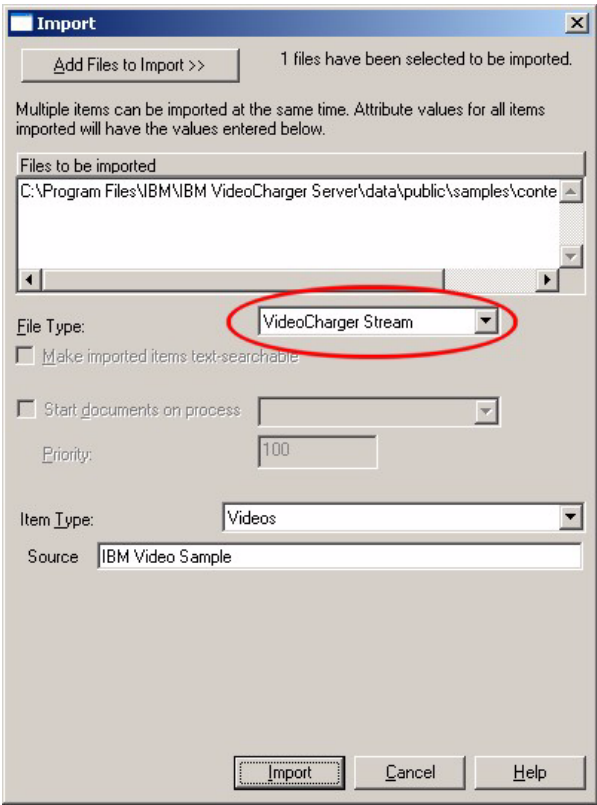 Import
Add Files to Import >>
1 files have been selected to be imported.
Multiple items can be imported at the same time. Attribute values for all items
imported will have the values entered below.
Files to be imported
C:\Program Files\IBM\IBM VideoCharger Server\data\public\samples\conte
File Type:
VideoCharger Stream
Make imported items text-searchable
Start documents on process
Priority:
100
Item Type:
Videos
Source
IBM Video Sample
Import
Cancel
Help